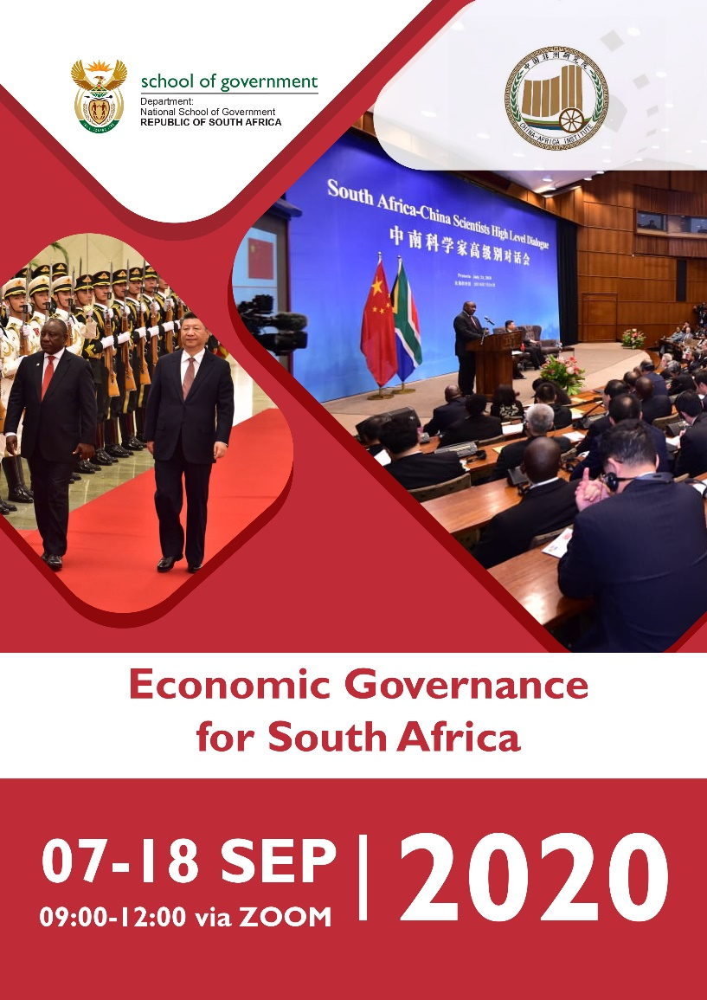 school of government
Department:
National School of Government
REPUBLIC OF SOUTH AFRICA
中国非洲研究院
CHINA-AFRICA INSTITUTE
South Africa-China Scientists High Level Dialogue
中南科学家高级别对话会
Economic Governance
for South Africa
07-18 SEP
09:00-12:00 via ZOOM
2020